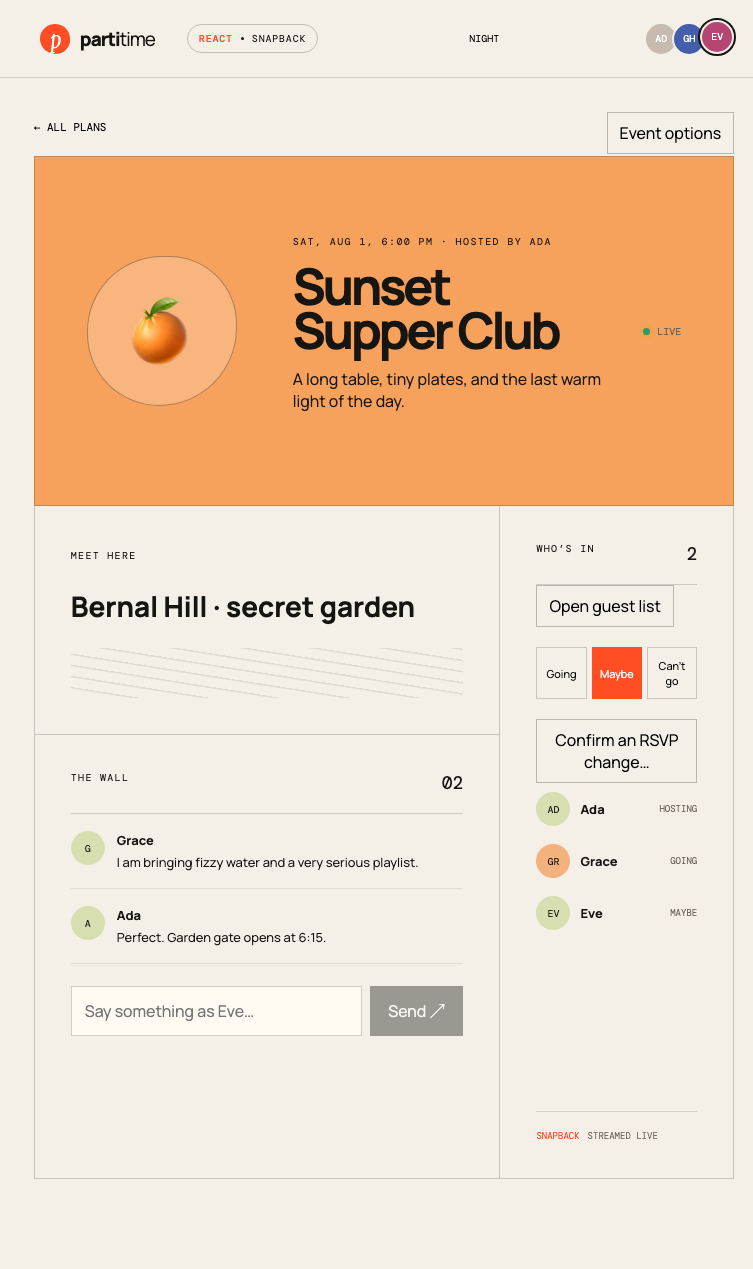 p partitime
REACT • SNAPBACK
NIGHT
AD GH EV
← ALL PLANS
Event options
SAT, AUG 1, 6:00 PM · HOSTED BY ADA
Sunset
Supper Club
A long table, tiny plates, and the last warm
light of the day.
LIVE
MEET HERE
Bernal Hill · secret garden
THE WALL
02
G
Grace
I am bringing fizzy water and a very serious playlist.
A
Ada
Perfect. Garden gate opens at 6:15.
Say something as Eve…
Send ↗
WHO’S IN
2
Open guest list
Going
Maybe
Can’t
go
Confirm an RSVP
change…
AD Ada HOSTING
GR Grace GOING
EV Eve MAYBE
SNAPBACK STREAMED LIVE